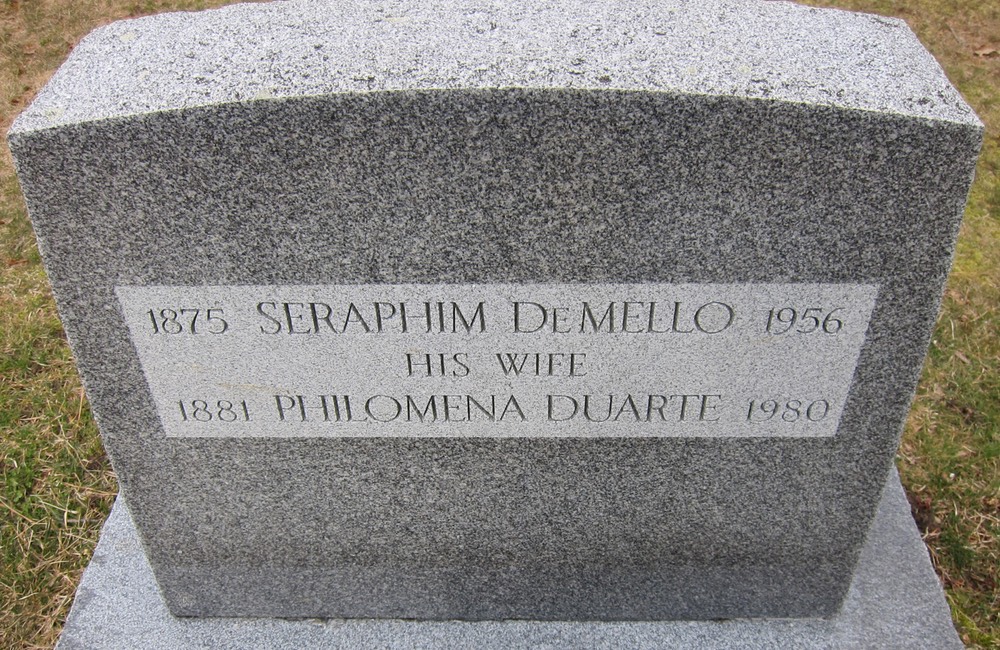 1875 SERAPHIM DEMELLO 1956
HIS WIFE
1881 PHILOMENA DUARTE 1980